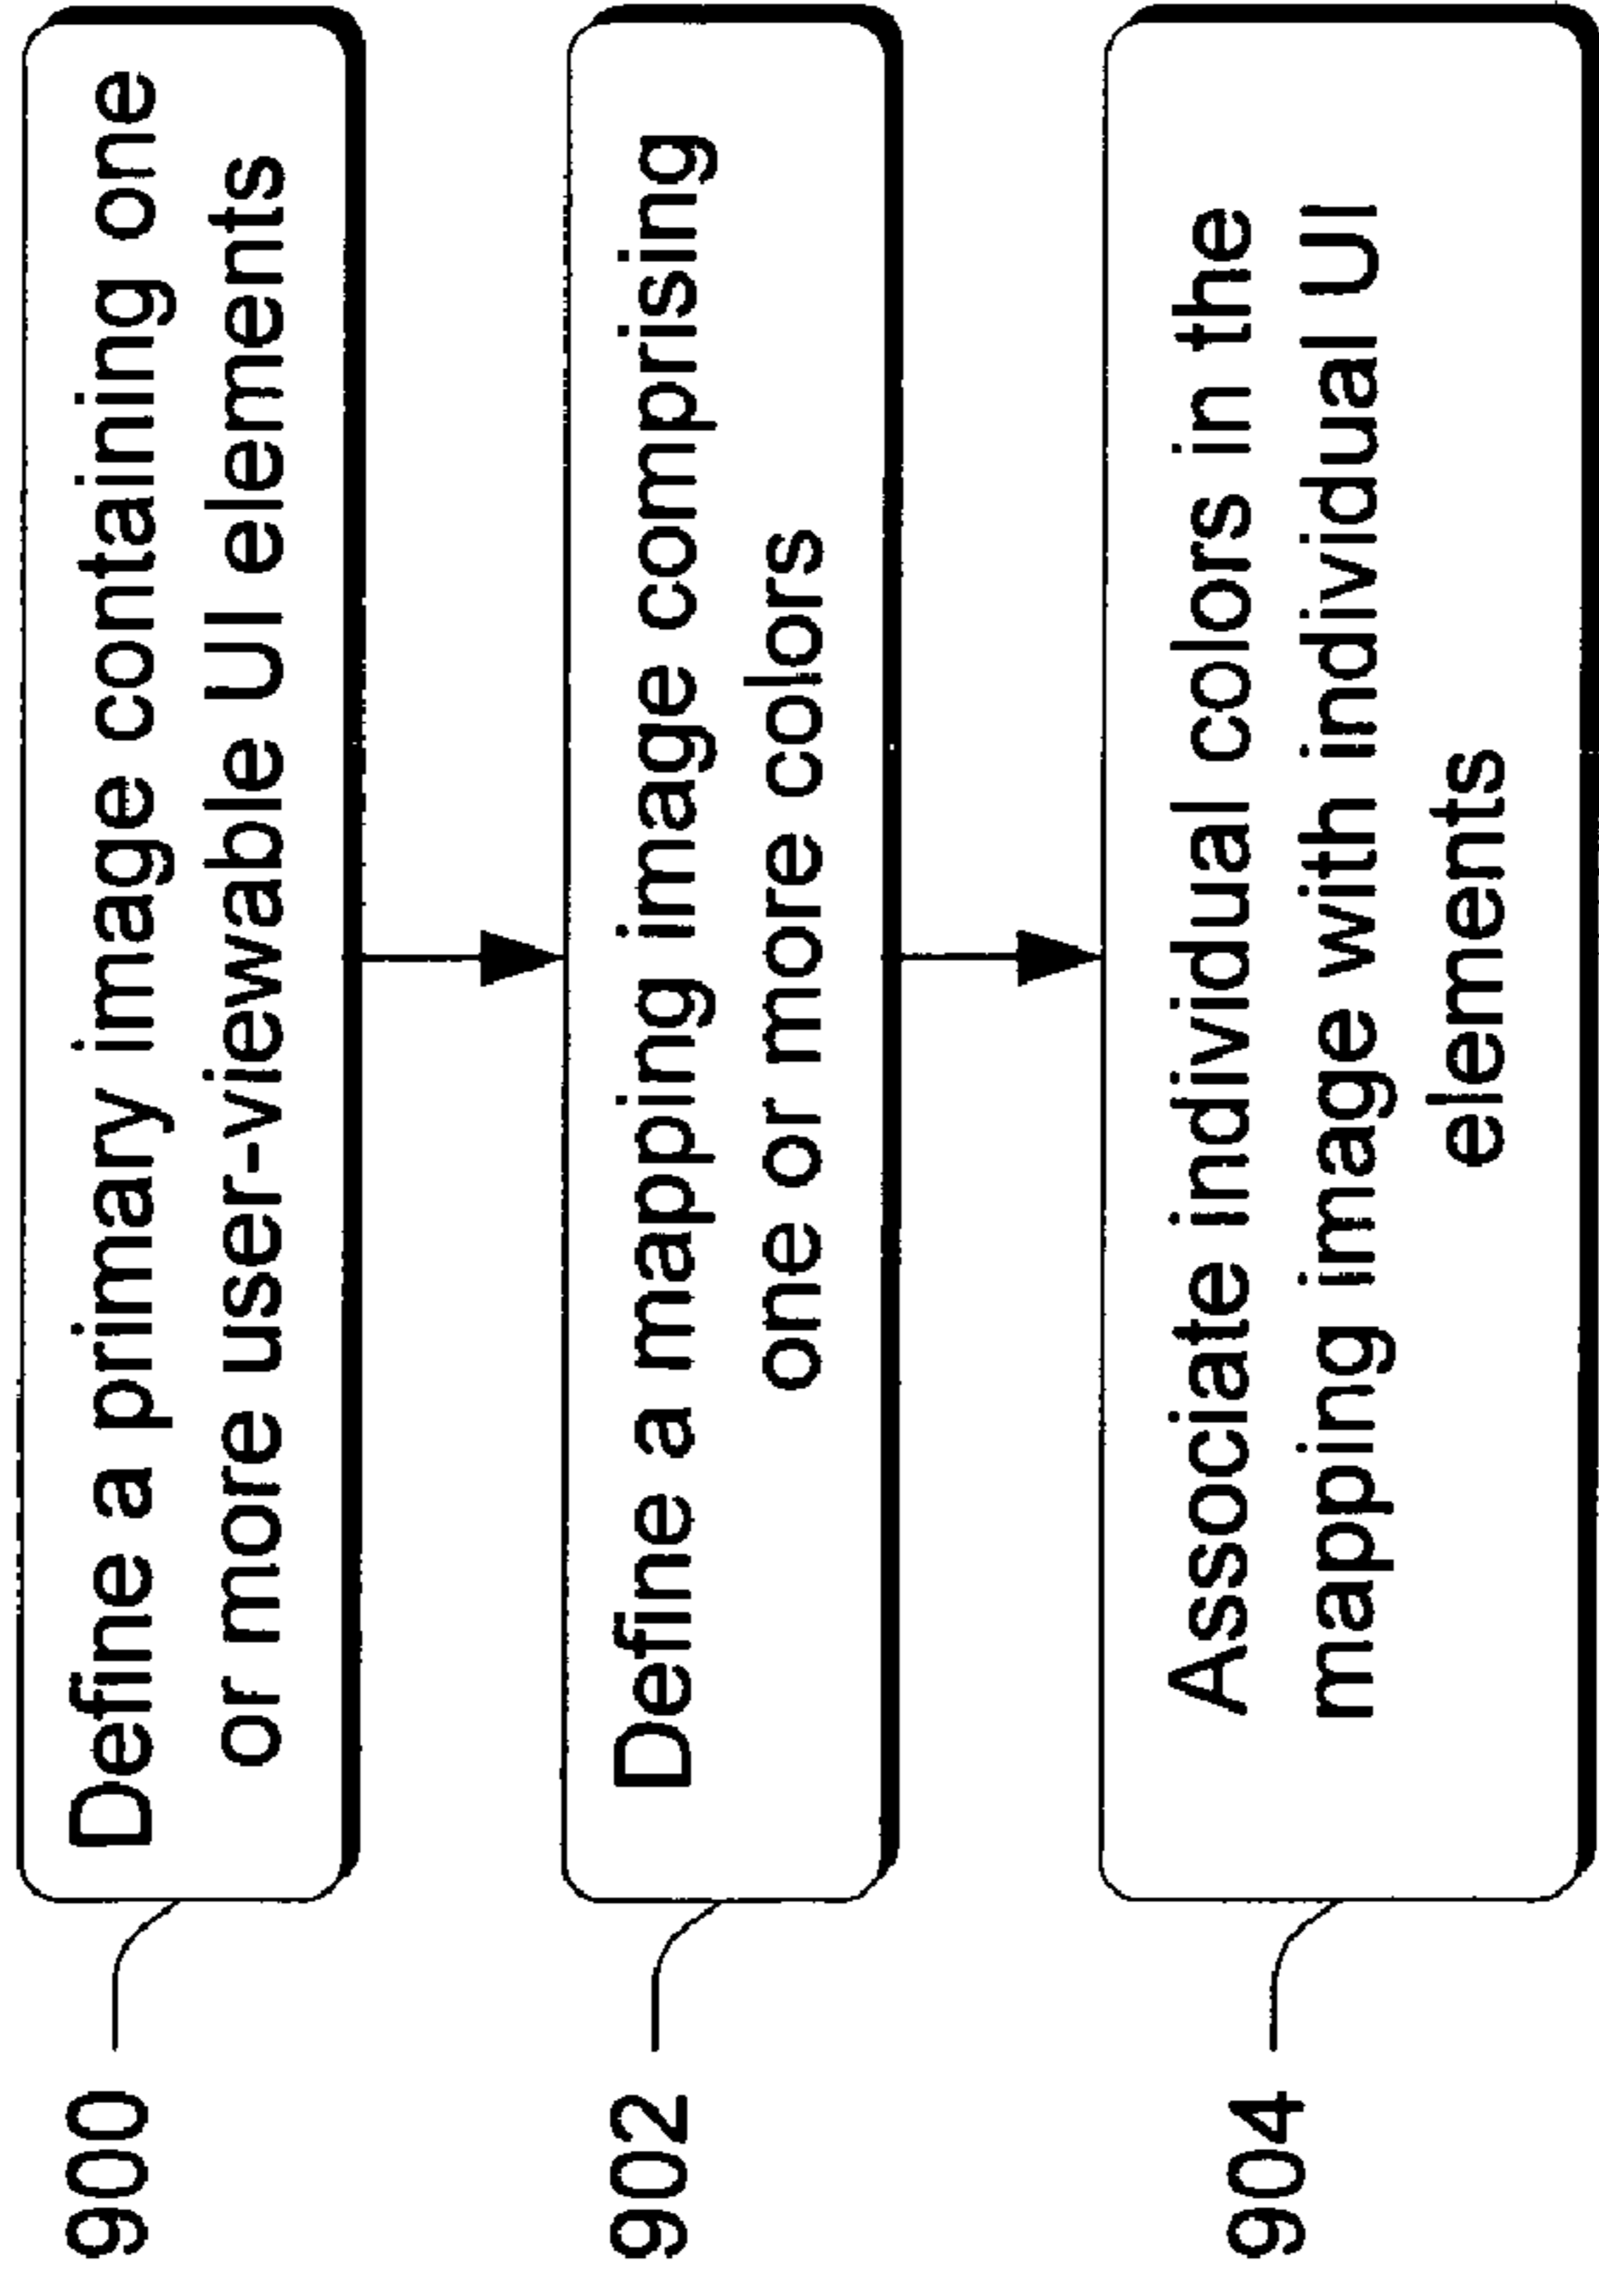 900
Define a primary image containing one
or more user-viewable UI elements
902
Define a mapping image comprising
one or more colors
904
Associate individual colors in the
mapping image with individual UI
elements